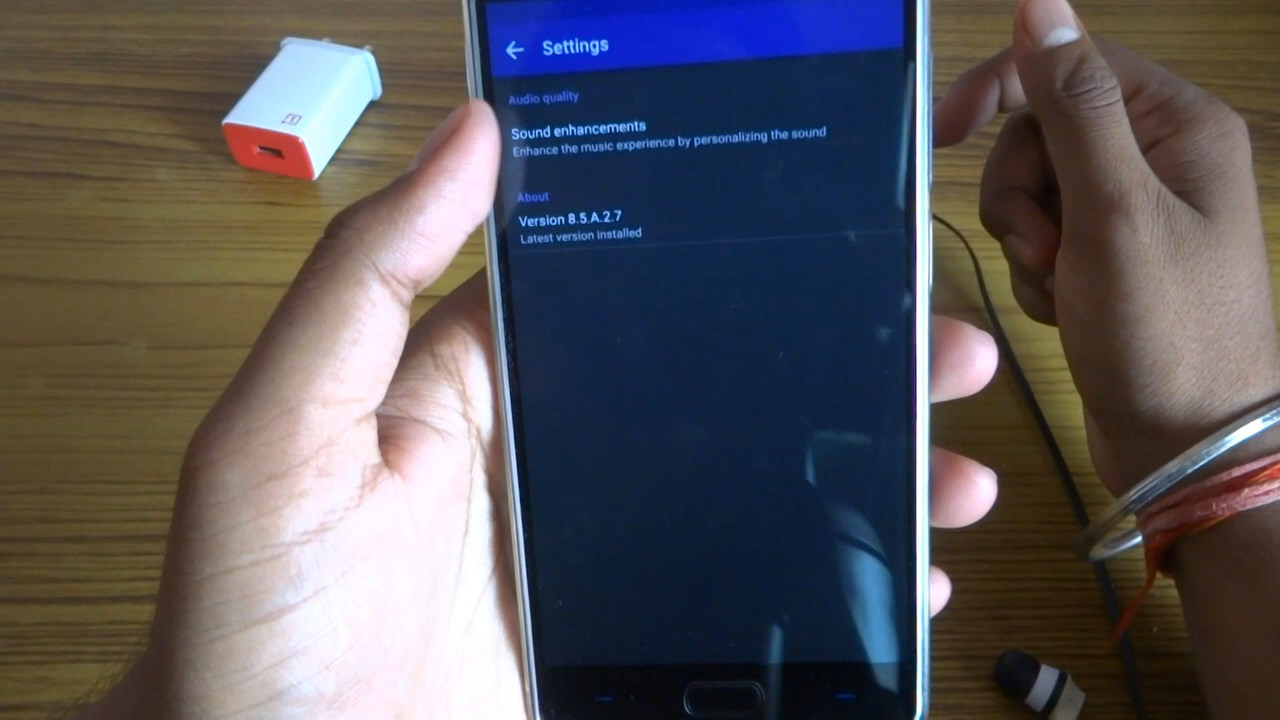 Settings
Audio quality
Sound enhancements
Enhance the music experience by personalizing the sound
About
Version 8.5.A.2.7
Latest version installed